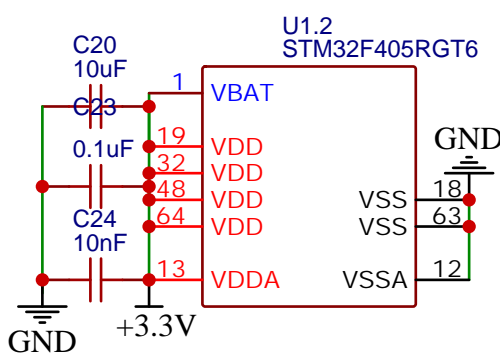 U1.2
STM32F405RGT6
C20
10uF
C23
0.1uF
C24
10nF
1 VBAT
19 VDD
32 VDD
48 VDD
64 VDD
13 VDDA
GND
VSS 18
VSS 63
VSSA 12
GND
+3.3V